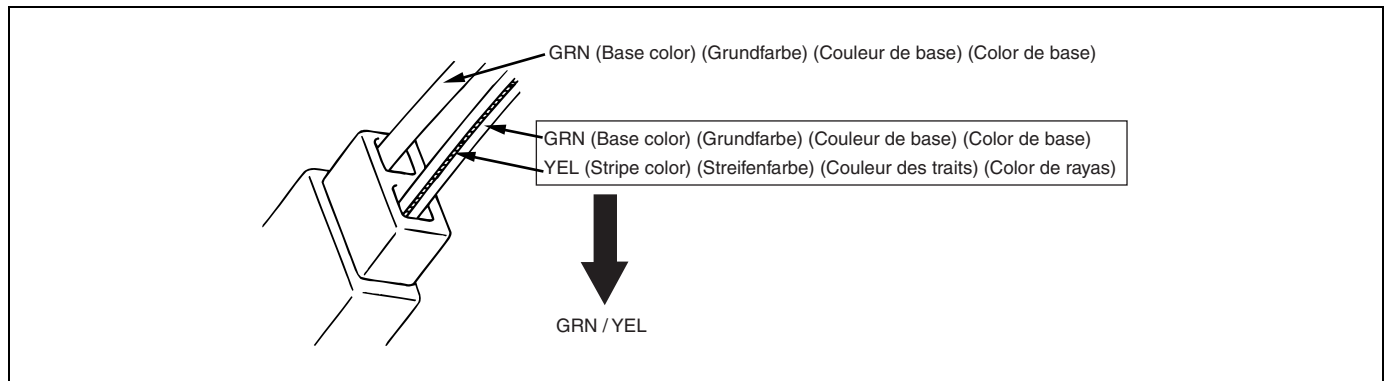 GRN (Base color) (Grundfarbe) (Couleur de base) (Color de base)
GRN (Base color) (Grundfarbe) (Couleur de base) (Color de base)
YEL (Stripe color) (Streifenfarbe) (Couleur des traits) (Color de rayas)
GRN / YEL